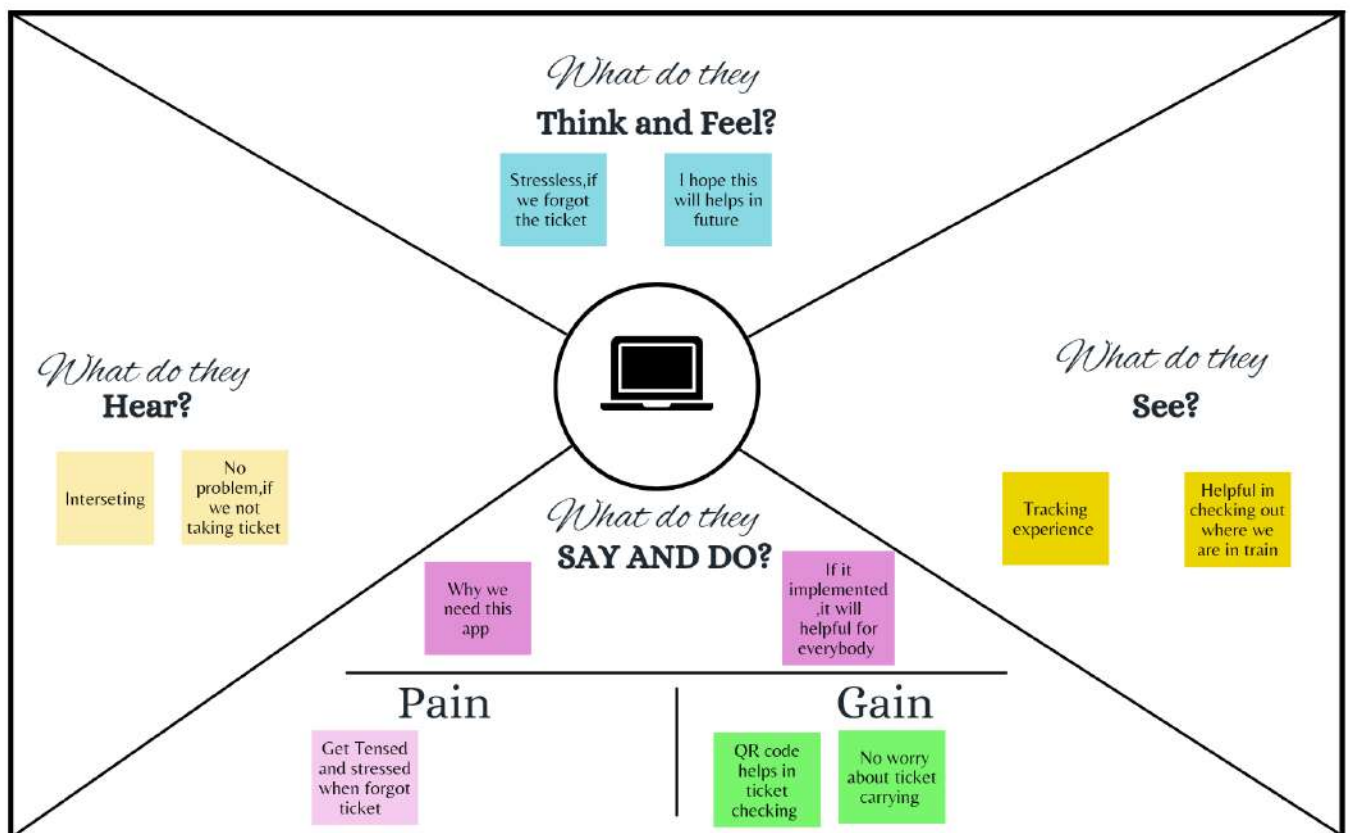 What do they
Think and Feel?
Stressless,if
we forgot
the ticket
I hope this
will helps in
future
What do they
Hear?
Interseting
No
problem,if
we not
taking ticket
What do they
See?
Tracking
experience
Helpful in
checking out
where we
are in train
What do they
SAY AND DO?
Why we
need this
app
If it
implemented
,it will
helpful for
everybody
Pain
Get Tensed
and stressed
when forgot
ticket
Gain
QR code
helps in
ticket
checking
No worry
about ticket
carrying